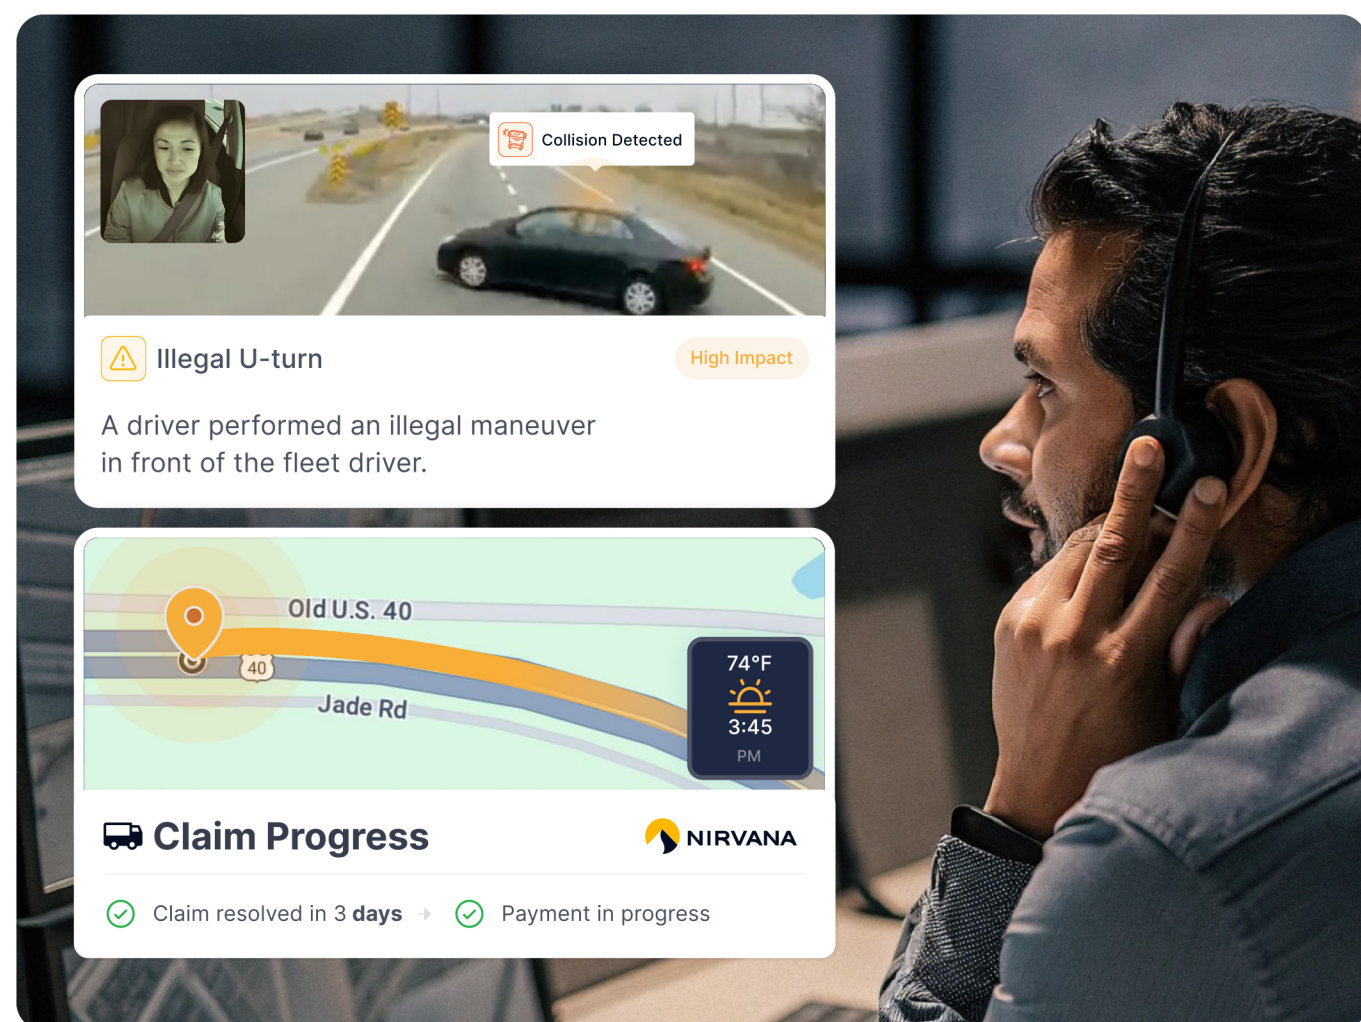 Collision Detected
Illegal U-turn
High Impact
A driver performed an illegal maneuver
in front of the fleet driver.
Old U.S. 40
40
Jade Rd
74°F
3:45
PM
Claim Progress
NIRVANA
Claim resolved in 3 days
Payment in progress